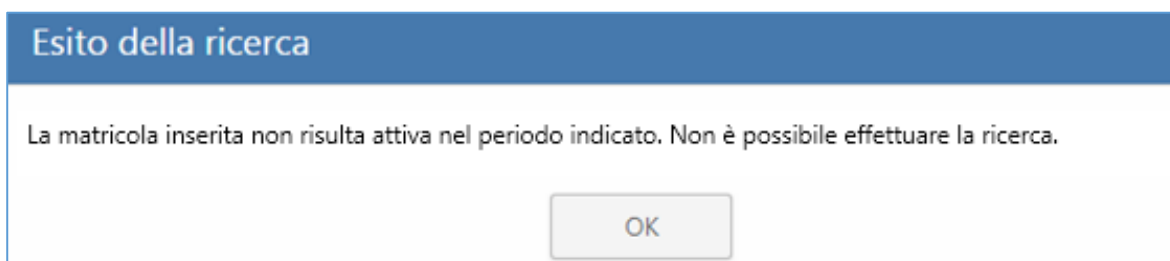 Esito della ricerca
La matricola inserita non risulta attiva nel periodo indicato. Non è possibile effettuare la ricerca.
OK